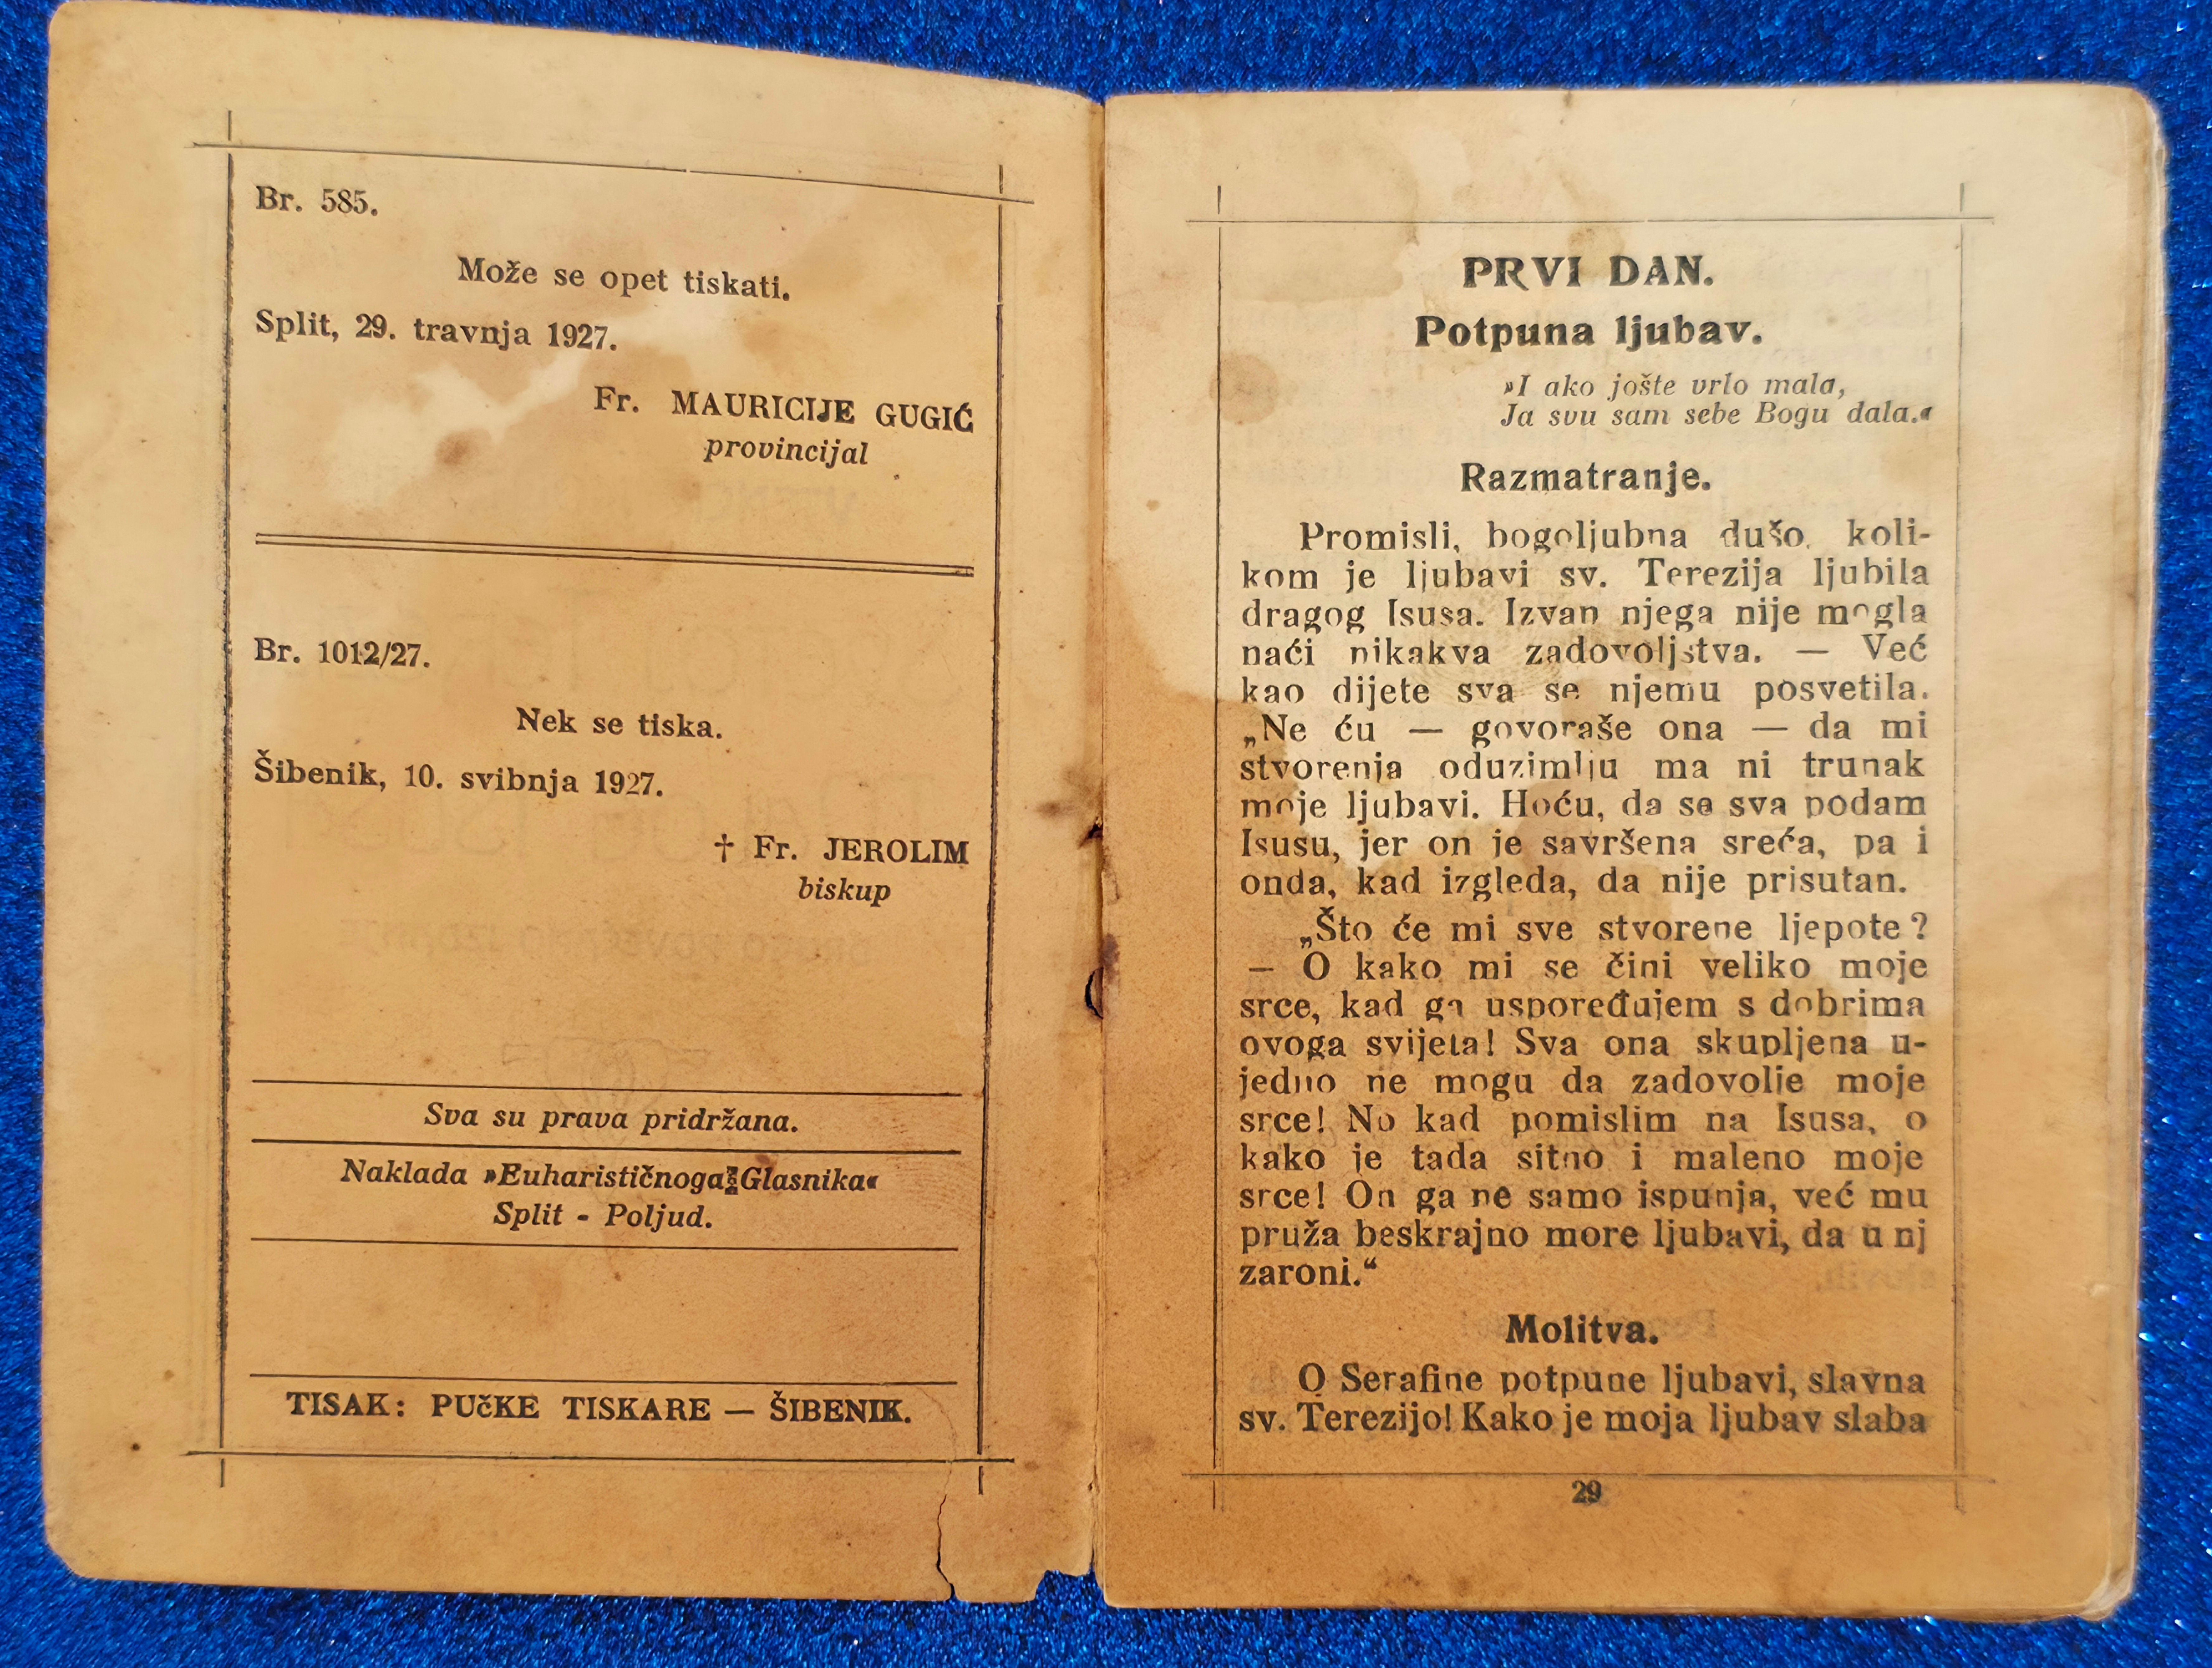 Br. 585.
Može se opet tiskati.
Split, 29. travnja 1927.
Fr. MAURICIJE GUGIĆ
provincijal
Br. 1012/27.
Nek se tiska.
Šibenik, 10. svibnja 1927.
† Fr. JEROLIM
biskup
Sva su prava pridržana.
Naklada »Euharističnoga Glasnika«
Split - Poljud.
TISAK: PUčKE TISKARE — ŠIBENIK.
PRVI DAN.
Potpuna ljubav.
»I ako jošte vrlo mala,
Ja svu sam sebe Bogu dala.«
Razmatranje.
Promisli, bogoljubna dušo, koli-
kom je ljubavi sv. Terezija ljubila
dragog Isusa. Izvan njega nije mogla
naći nikakva zadovoljstva. — Već
kao dijete sva se njemu posvetila.
„Ne ću — govoraše ona — da mi
stvorenja oduzimlju ma ni trunak
moje ljubavi. Hoću, da se sva podam
Isusu, jer on je savršena sreća, pa i
onda, kad izgleda, da nije prisutan.
„Što će mi sve stvorene ljepote?
— O kako mi se čini veliko moje
srce, kad ga uspoređujem s dobrima
ovoga svijeta! Sva ona skupljena u-
jedno ne mogu da zadovolje moje
srce! No kad pomislim na Isusa, o
kako je tada sitno i maleno moje
srce! On ga ne samo ispunja, već mu
pruža beskrajno more ljubavi, da u nj
zaroni.“
Molitva.
O Serafine potpune ljubavi, slavna
sv. Terezijo! Kako je moja ljubav slaba
29